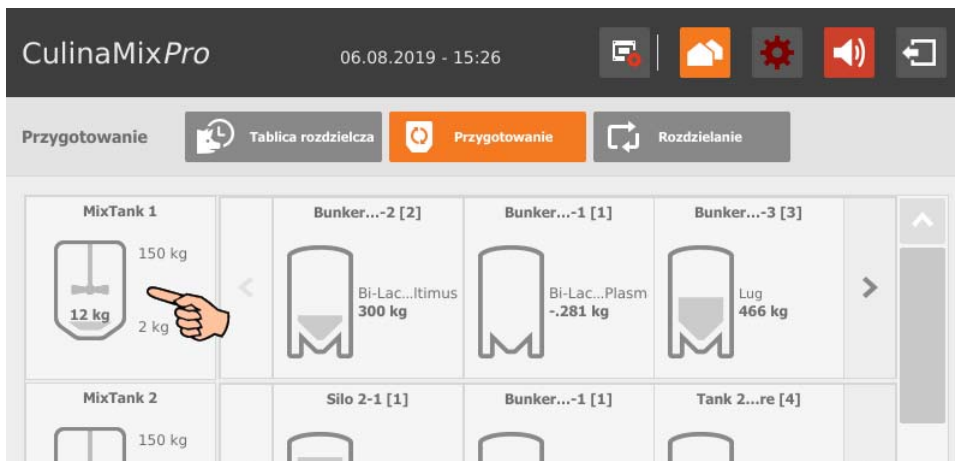 CulinaMixPro
06.08.2019 - 15:26
Przygotowanie
Tablica rozdzielcza
Przygotowanie
Rozdzielanie
MixTank 1
150 kg
12 kg
2 kg
Bunker...-2 [2]
Bi-Lac...ltimus
300 kg
Bunker...-1 [1]
Bi-Lac...Plasm
-.281 kg
Bunker...-3 [3]
Lug
466 kg
MixTank 2
150 kg
Silo 2-1 [1]
Bunker...-1 [1]
Tank 2...re [4]